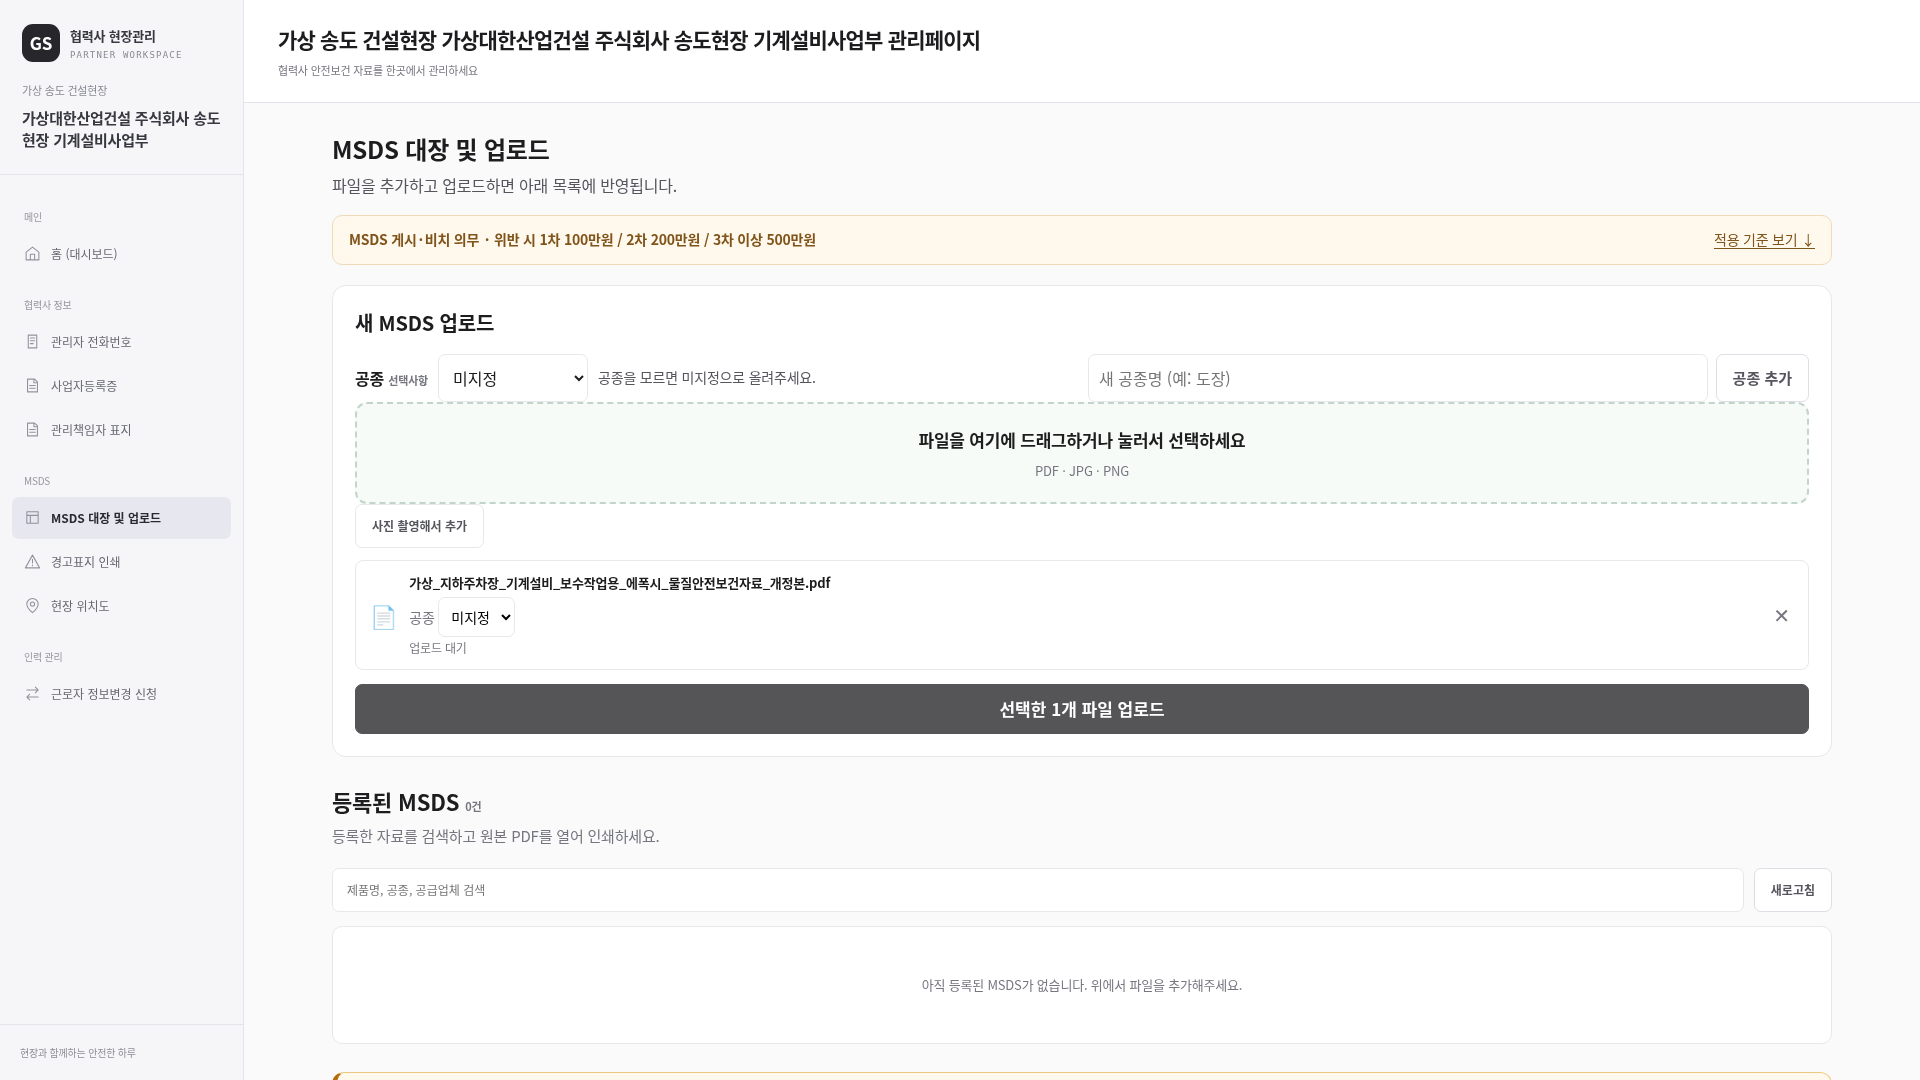 GS
협력사 현장관리
PARTNER WORKSPACE
가상 송도 건설현장
가상대한산업건설 주식회사 송도
현장 기계설비사업부
메인
홈 (대시보드)
협력사 정보
관리자 전화번호
사업자등록증
관리책임자 표지
MSDS
MSDS 대장 및 업로드
경고표지 인쇄
현장 위치도
인력 관리
근로자 정보변경 신청
현장과 함께하는 안전한 하루
가상 송도 건설현장 가상대한산업건설 주식회사 송도현장 기계설비사업부 관리페이지
협력사 안전보건 자료를 한곳에서 관리하세요
MSDS 대장 및 업로드
파일을 추가하고 업로드하면 아래 목록에 반영됩니다.
MSDS 게시·비치 의무 · 위반 시 1차 100만원 / 2차 200만원 / 3차 이상 500만원
적용 기준 보기 ↓
새 MSDS 업로드
공종 선택사항 미지정 공종을 모르면 미지정으로 올려주세요. 새 공종명 (예: 도장) 공종 추가
파일을 여기에 드래그하거나 눌러서 선택하세요
PDF · JPG · PNG
사진 촬영해서 추가
가상_지하주차장_기계설비_보수작업용_에폭시_물질안전보건자료_개정본.pdf
공종 미지정
업로드 대기
선택한 1개 파일 업로드
등록된 MSDS 0건
등록한 자료를 검색하고 원본 PDF를 열어 인쇄하세요.
제품명, 공종, 공급업체 검색 새로고침
아직 등록된 MSDS가 없습니다. 위에서 파일을 추가해주세요.